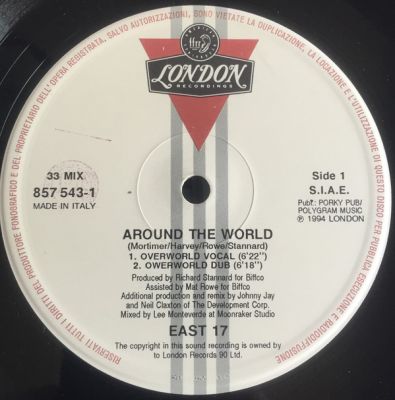 RISERVATI TUTTI I DIRITTI DEL PRODUTTORE FONOGRAFICO E DEL PROPRIETARIO DELL'OPERA REGISTRATA, SALVO AUTORIZZAZIONI, SONO VIETATE LA DUPLICAZIONE, LA LOCAZIONE E L'UTILIZZAZIONE DI QUESTO DISCO PER PUBBLICA ESECUZIONE E RADIODIFFUSIONE
LONDON
RECORDINGS
33 MIX
857 543-1
MADE IN ITALY
Side 1
S.I.A.E.
Publ.: PORKY PUB/
POLYGRAM MUSIC
℗ 1994 LONDON
AROUND THE WORLD
(Mortimer/Harvey/Rowe/Stannard)
1. OVERWORLD VOCAL (6'22'')
2. OWERWORLD DUB (6'18'')
Produced by Richard Stannard for Biffco
Assisted by Mat Rowe for Biffco
Additional production and remix by Johnny Jay
and Neil Claxton of The Development Corp.
Mixed by Lee Monteverde at Moonraker Studio
EAST 17
The copyright in this sound recording is owned by
to London Records 90 Ltd.